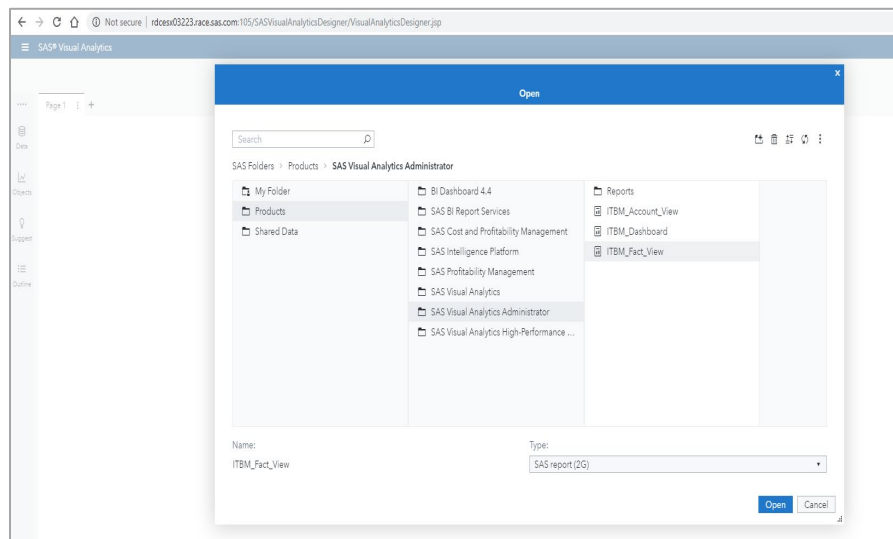 Not secure | rdcesx03223.race.sas.com:105/SASVisualAnalyticsDesigner/VisualAnalyticsDesigner.jsp
SAS® Visual Analytics
x
Open
Page 1 +
Data
Objects
Suggest
Outline
Search
SAS Folders > Products > SAS Visual Analytics Administrator
My Folder
Products
Shared Data
BI Dashboard 4.4
SAS BI Report Services
SAS Cost and Profitability Management
SAS Intelligence Platform
SAS Profitability Management
SAS Visual Analytics
SAS Visual Analytics Administrator
SAS Visual Analytics High-Performance ...
Reports
ITBM_Account_View
ITBM_Dashboard
ITBM_Fact_View
Name:
ITBM_Fact_View
Type:
SAS report (2G)
Open
Cancel